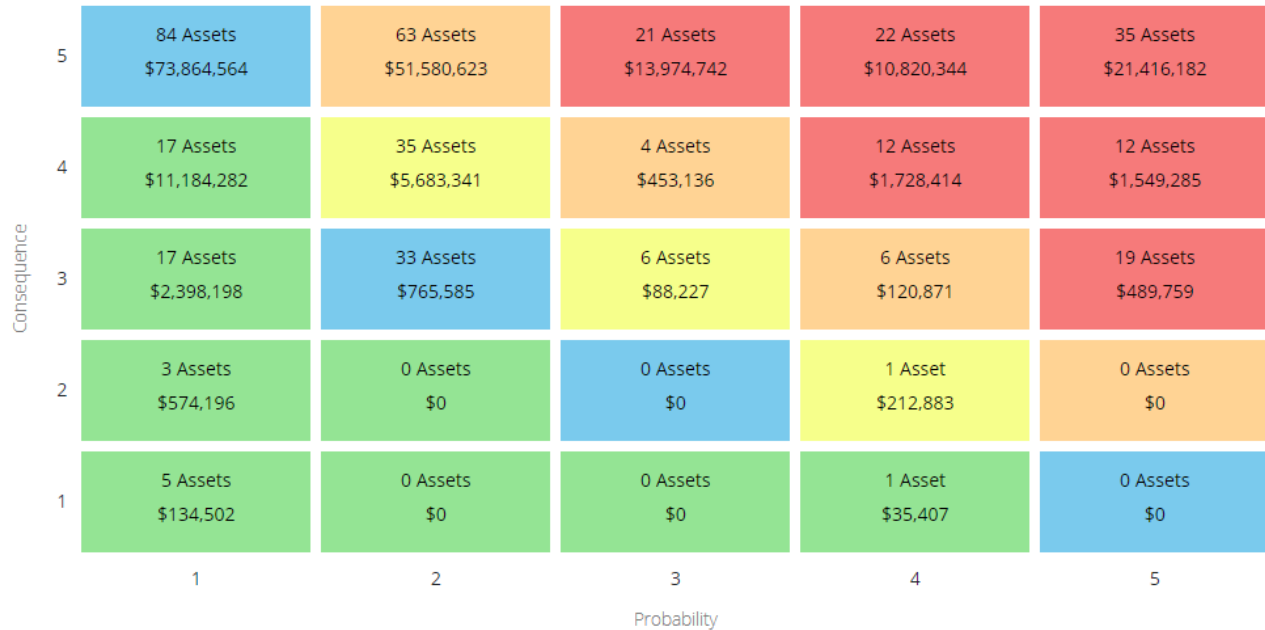 84 Assets
$73,864,564
63 Assets
$51,580,623
21 Assets
$13,974,742
22 Assets
$10,820,344
35 Assets
$21,416,182
5
17 Assets
$11,184,282
35 Assets
$5,683,341
4 Assets
$453,136
12 Assets
$1,728,414
12 Assets
$1,549,285
4
17 Assets
$2,398,198
33 Assets
$765,585
6 Assets
$88,227
6 Assets
$120,871
19 Assets
$489,759
3
Consequence
3 Assets
$574,196
0 Assets
$0
0 Assets
$0
1 Asset
$212,883
0 Assets
$0
2
5 Assets
$134,502
0 Assets
$0
0 Assets
$0
1 Asset
$35,407
0 Assets
$0
1
1
2
3
4
5
Probability